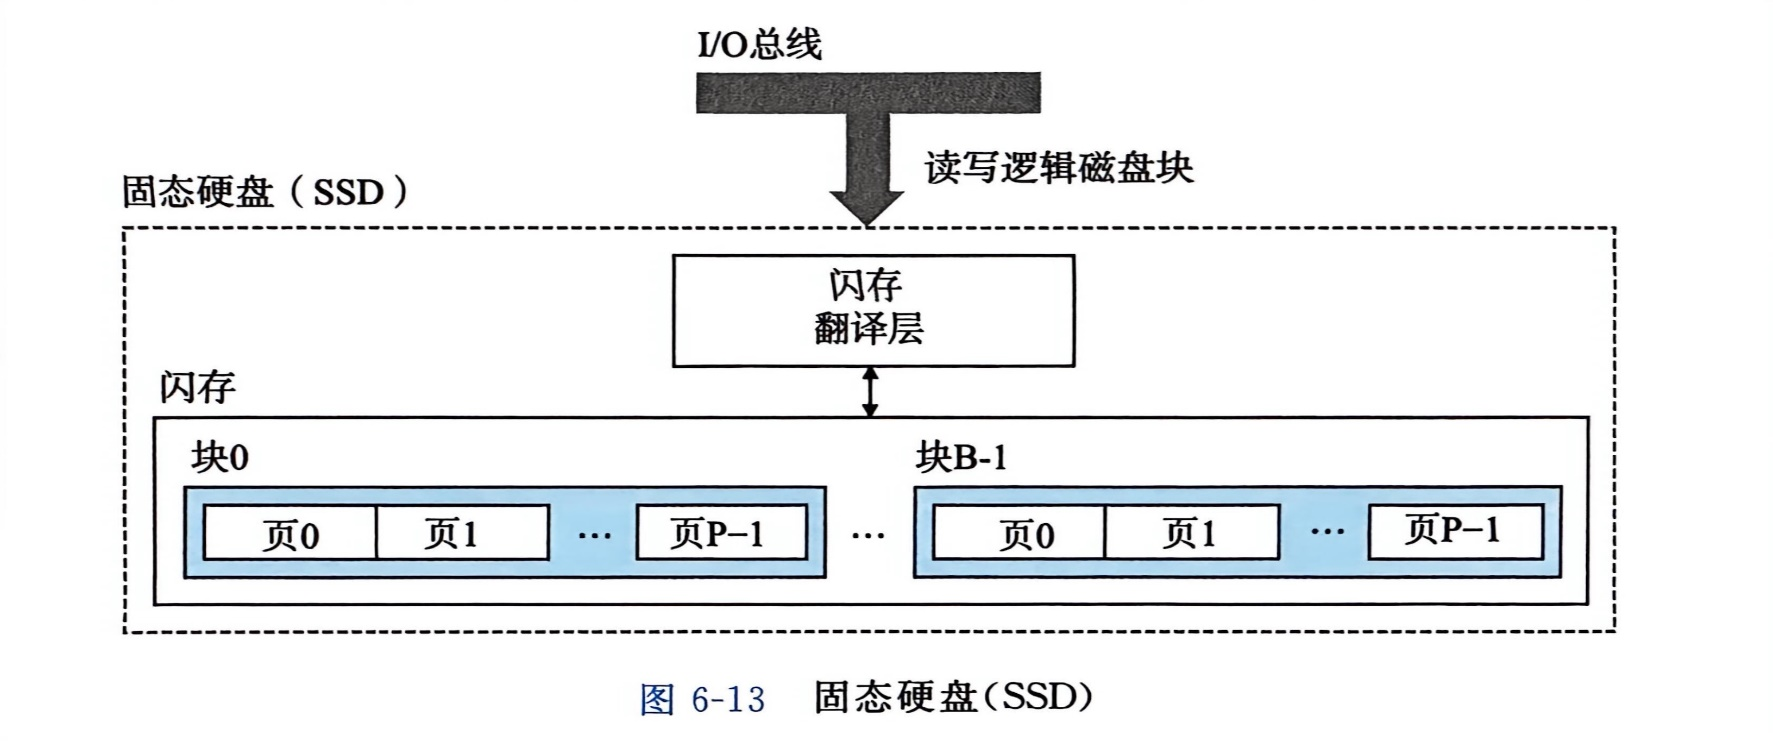 I/O总线
读写逻辑磁盘块
固态硬盘（SSD）
闪存
翻译层
闪存
块0 块B-1
页0 页1 … 页P–1 … 页0 页1 … 页P–1
图 6-13 固态硬盘(SSD)